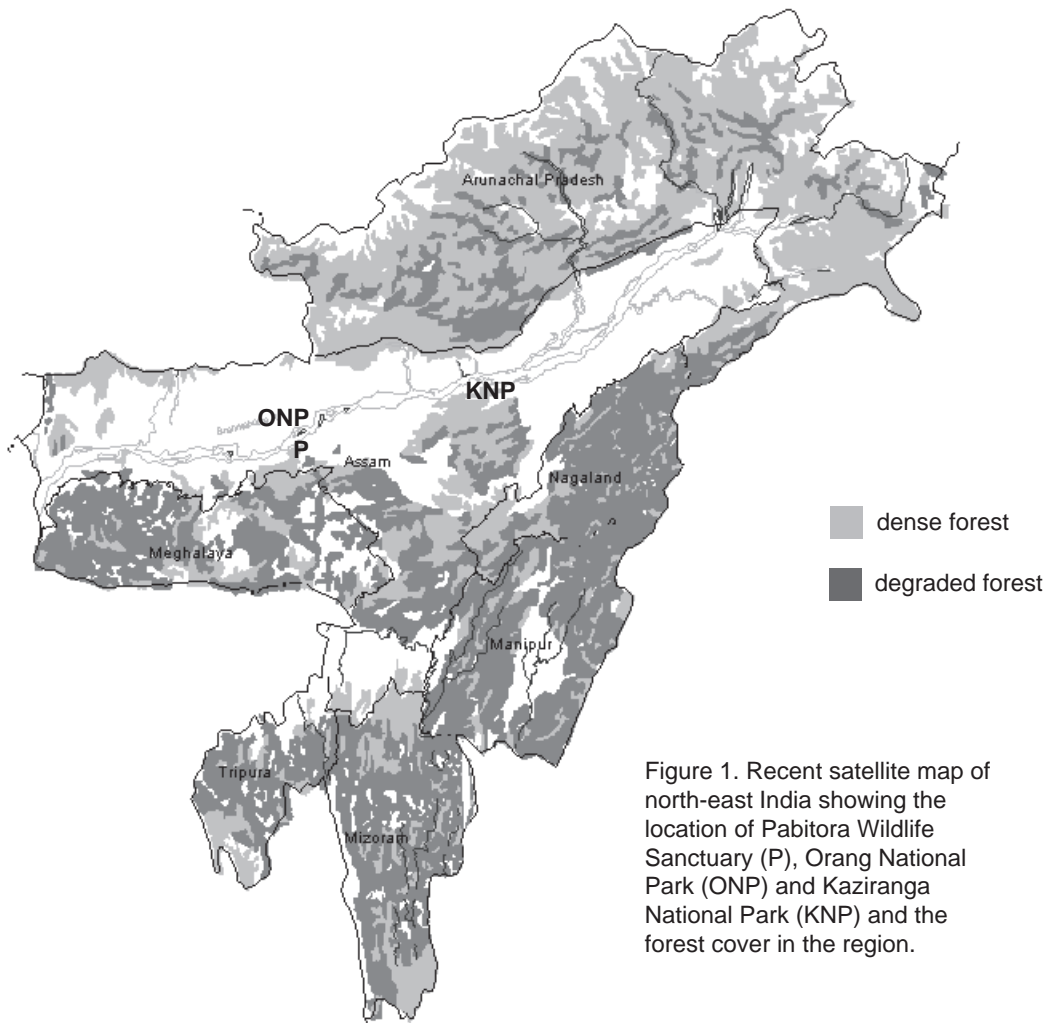 Arunachal Pradesh
KNP
ONP
P
Assam
Nagaland
Meghalaya
Manipur
Tripura
Mizoram
dense forest
degraded forest
Figure 1. Recent satellite map of
north-east India showing the
location of Pabitora Wildlife
Sanctuary (P), Orang National
Park (ONP) and Kaziranga
National Park (KNP) and the
forest cover in the region.